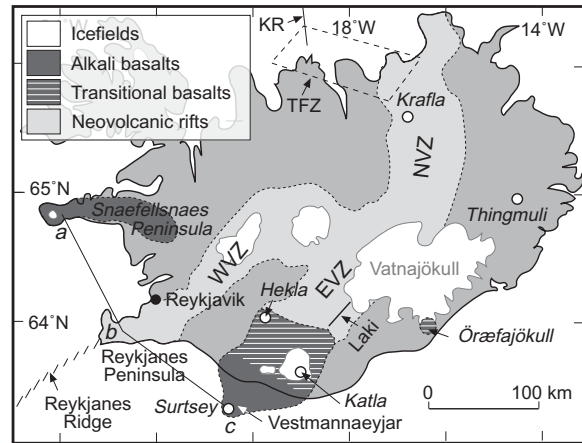 KR
18°W
14°W
Icefields
Alkali basalts
Transitional basalts
Neovolcanic rifts
TFZ
Krafla
NVZ
65°N
Snaefellsnaes
Peninsula
a
Thingmuli
WVZ
EVZ
Vatnajökull
Hekla
Reykjavik
Laki
64°N
b
Öræfajökull
Reykjanes
Peninsula
Reykjanes
Ridge
Surtsey
c
Katla
Vestmannaeyjar
0
100 km